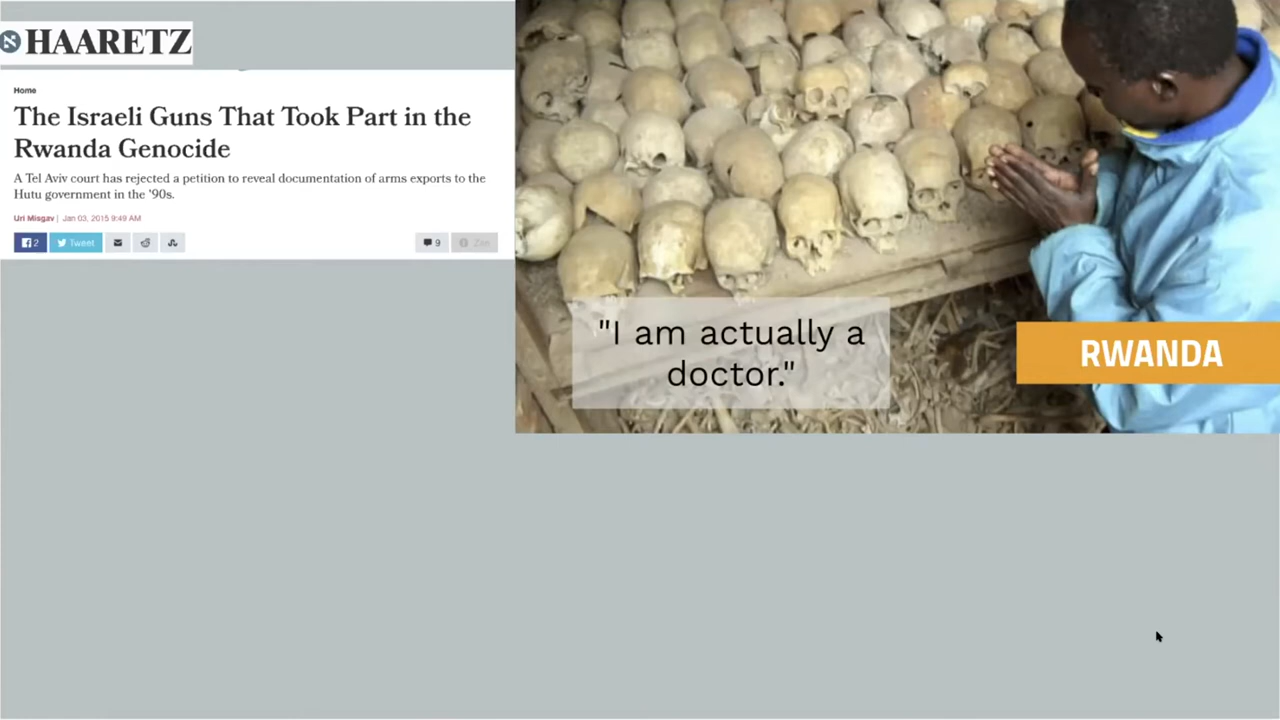 HAARETZ
Home
The Israeli Guns That Took Part in the
Rwanda Genocide
A Tel Aviv court has rejected a petition to reveal documentation of arms exports to the
Hutu government in the '90s.
Uri Misgav | Jan 03, 2015 9:49 AM
2
Tweet
9
Zen
"I am actually a
doctor."
RWANDA